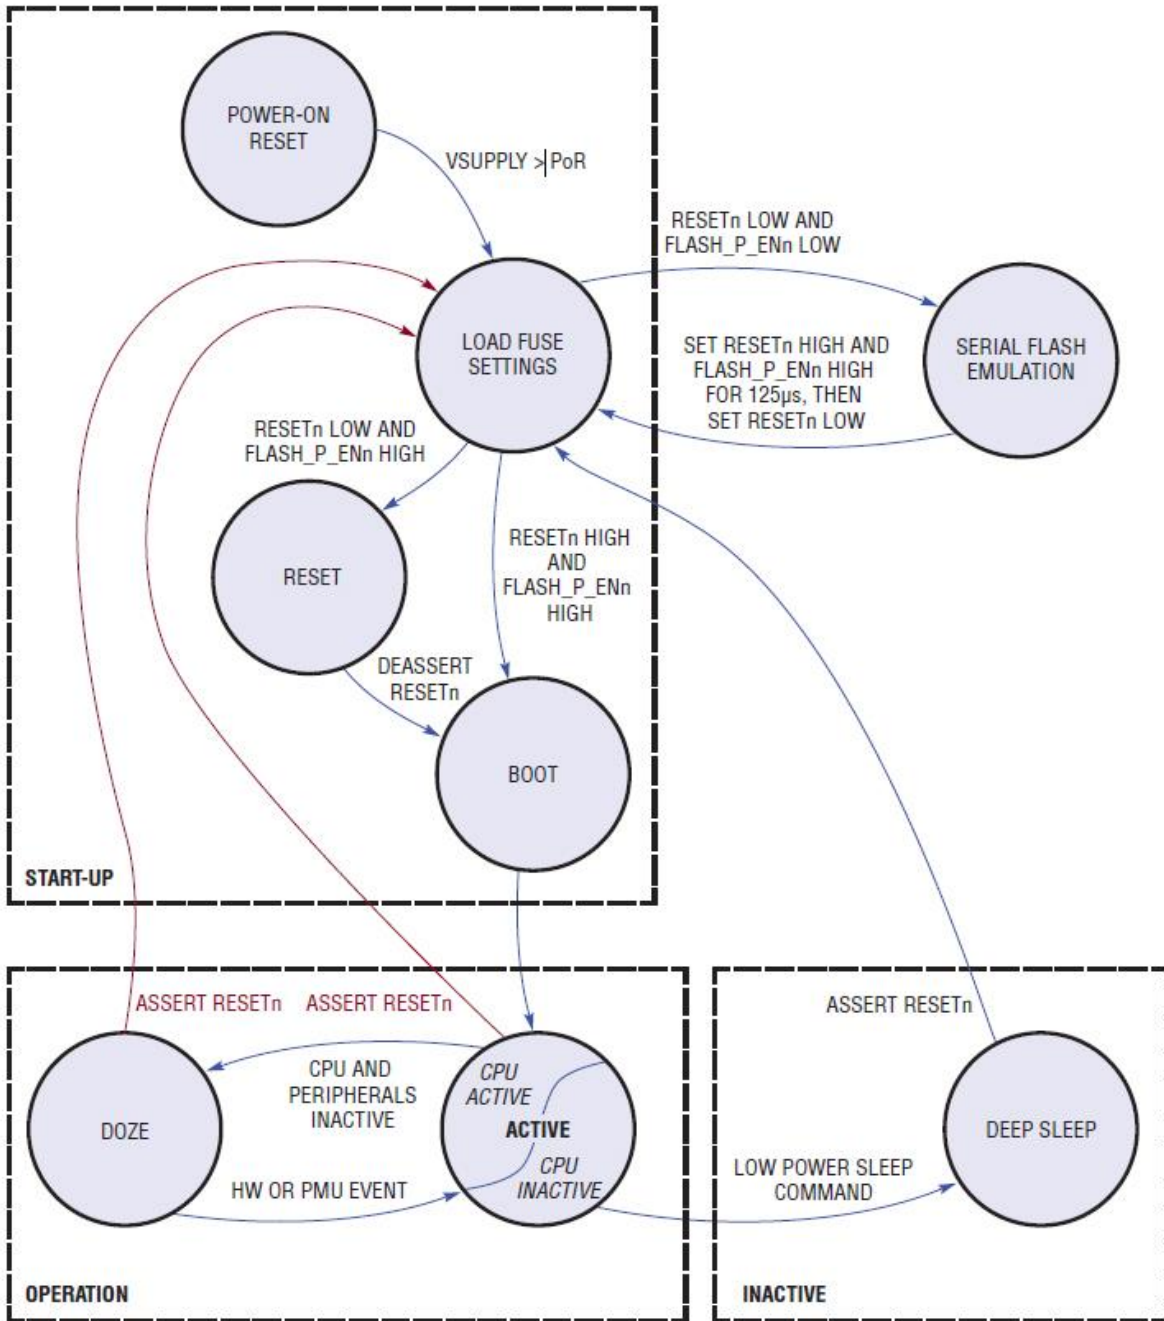 POWER-ON
RESET
VSUPPLY > PoR
RESETn LOW AND
FLASH_P_ENn LOW
LOAD FUSE
SETTINGS
SET RESETn HIGH AND
FLASH_P_ENn HIGH
FOR 125µs, THEN
SET RESETn LOW
SERIAL FLASH
EMULATION
RESETn LOW AND
FLASH_P_ENn HIGH
RESET
RESETn HIGH
AND
FLASH_P_ENn
HIGH
DEASSERT
RESETn
BOOT
START-UP
ASSERT RESETn
ASSERT RESETn
ASSERT RESETn
CPU AND
PERIPHERALS
INACTIVE
CPU
ACTIVE
ACTIVE
CPU
INACTIVE
DOZE
HW OR PMU EVENT
LOW POWER SLEEP
COMMAND
DEEP SLEEP
OPERATION
INACTIVE